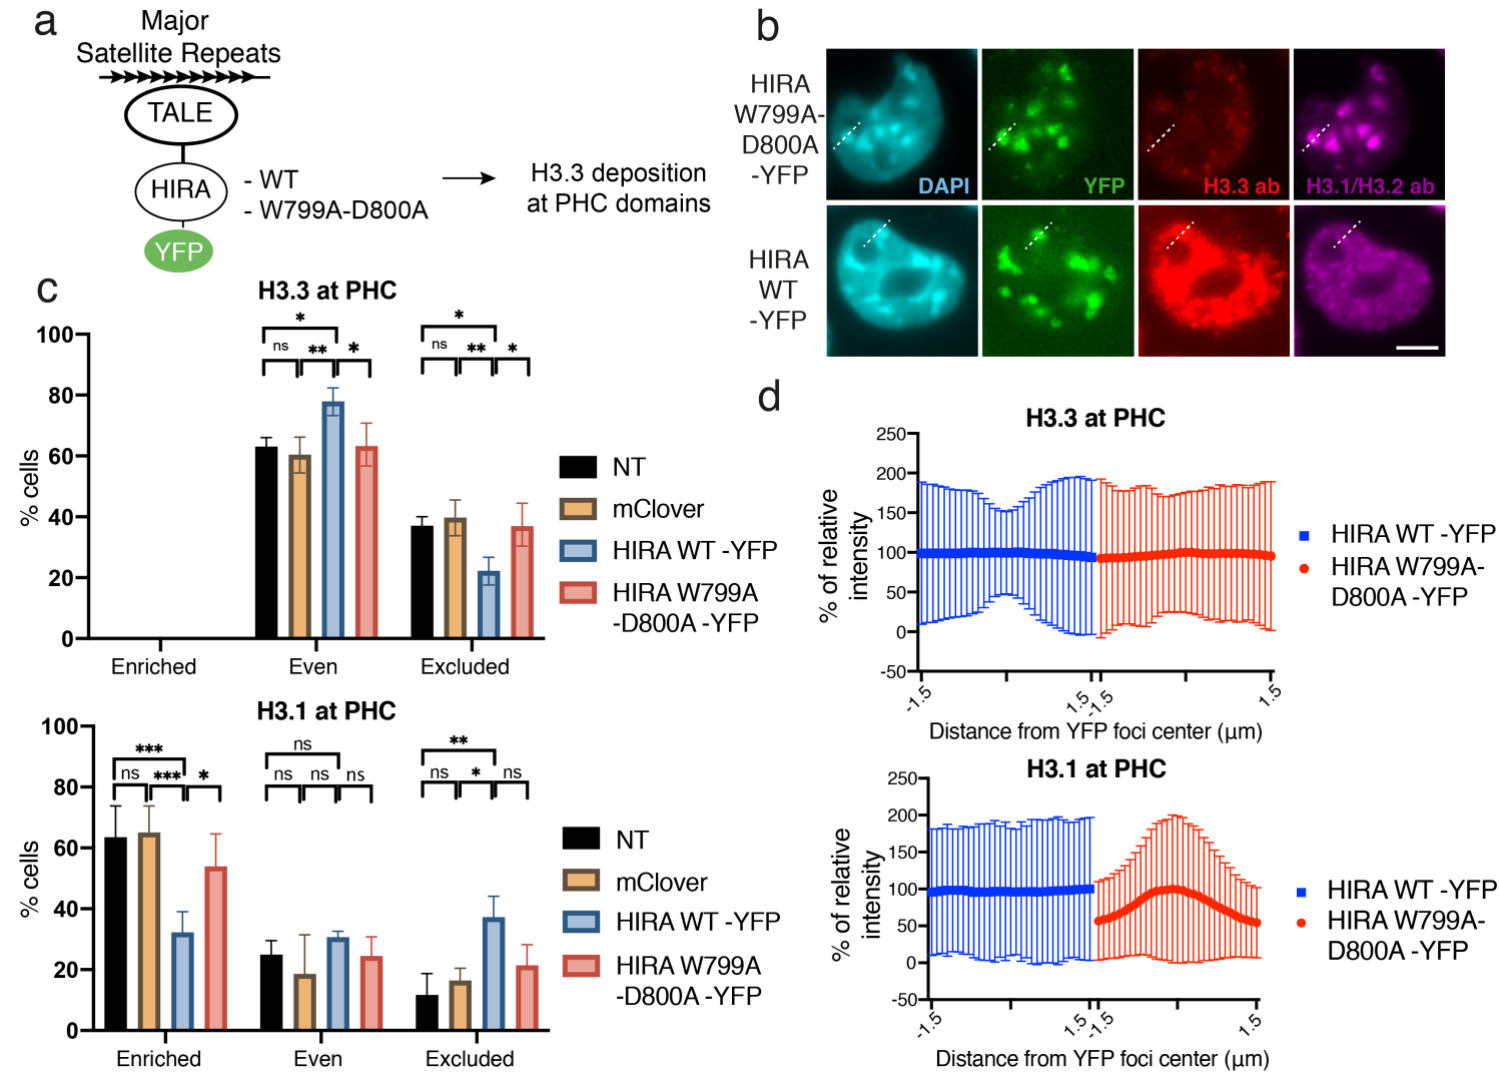 a
Major
Satellite Repeats
TALE
HIRA
- WT
- W799A-D800A
YFP
H3.3 deposition
at PHC domains
b
HIRA
W799A-
D800A
-YFP
DAPI
YFP
H3.3 ab
H3.1/H3.2 ab
HIRA
WT
-YFP
c
H3.3 at PHC
% cells
100
80
60
40
20
0
* 
ns ** *
*
ns ** *
Enriched
Even
Excluded
NT
mClover
HIRA WT -YFP
HIRA W799A
-D800A -YFP
H3.1 at PHC
% cells
100
80
60
40
20
0
***
ns *** *
ns
ns ns ns
**
ns * ns
Enriched
Even
Excluded
NT
mClover
HIRA WT -YFP
HIRA W799A
-D800A -YFP
d
H3.3 at PHC
% of relative
intensity
250
200
150
100
50
0
-50
-1.5 1.5 -1.5 1.5
Distance from YFP foci center (µm)
HIRA WT -YFP
HIRA W799A-
D800A -YFP
H3.1 at PHC
% of relative
intensity
250
200
150
100
50
0
-50
-1.5 1.5 -1.5 1.5
Distance from YFP foci center (µm)
HIRA WT -YFP
HIRA W799A-
D800A -YFP